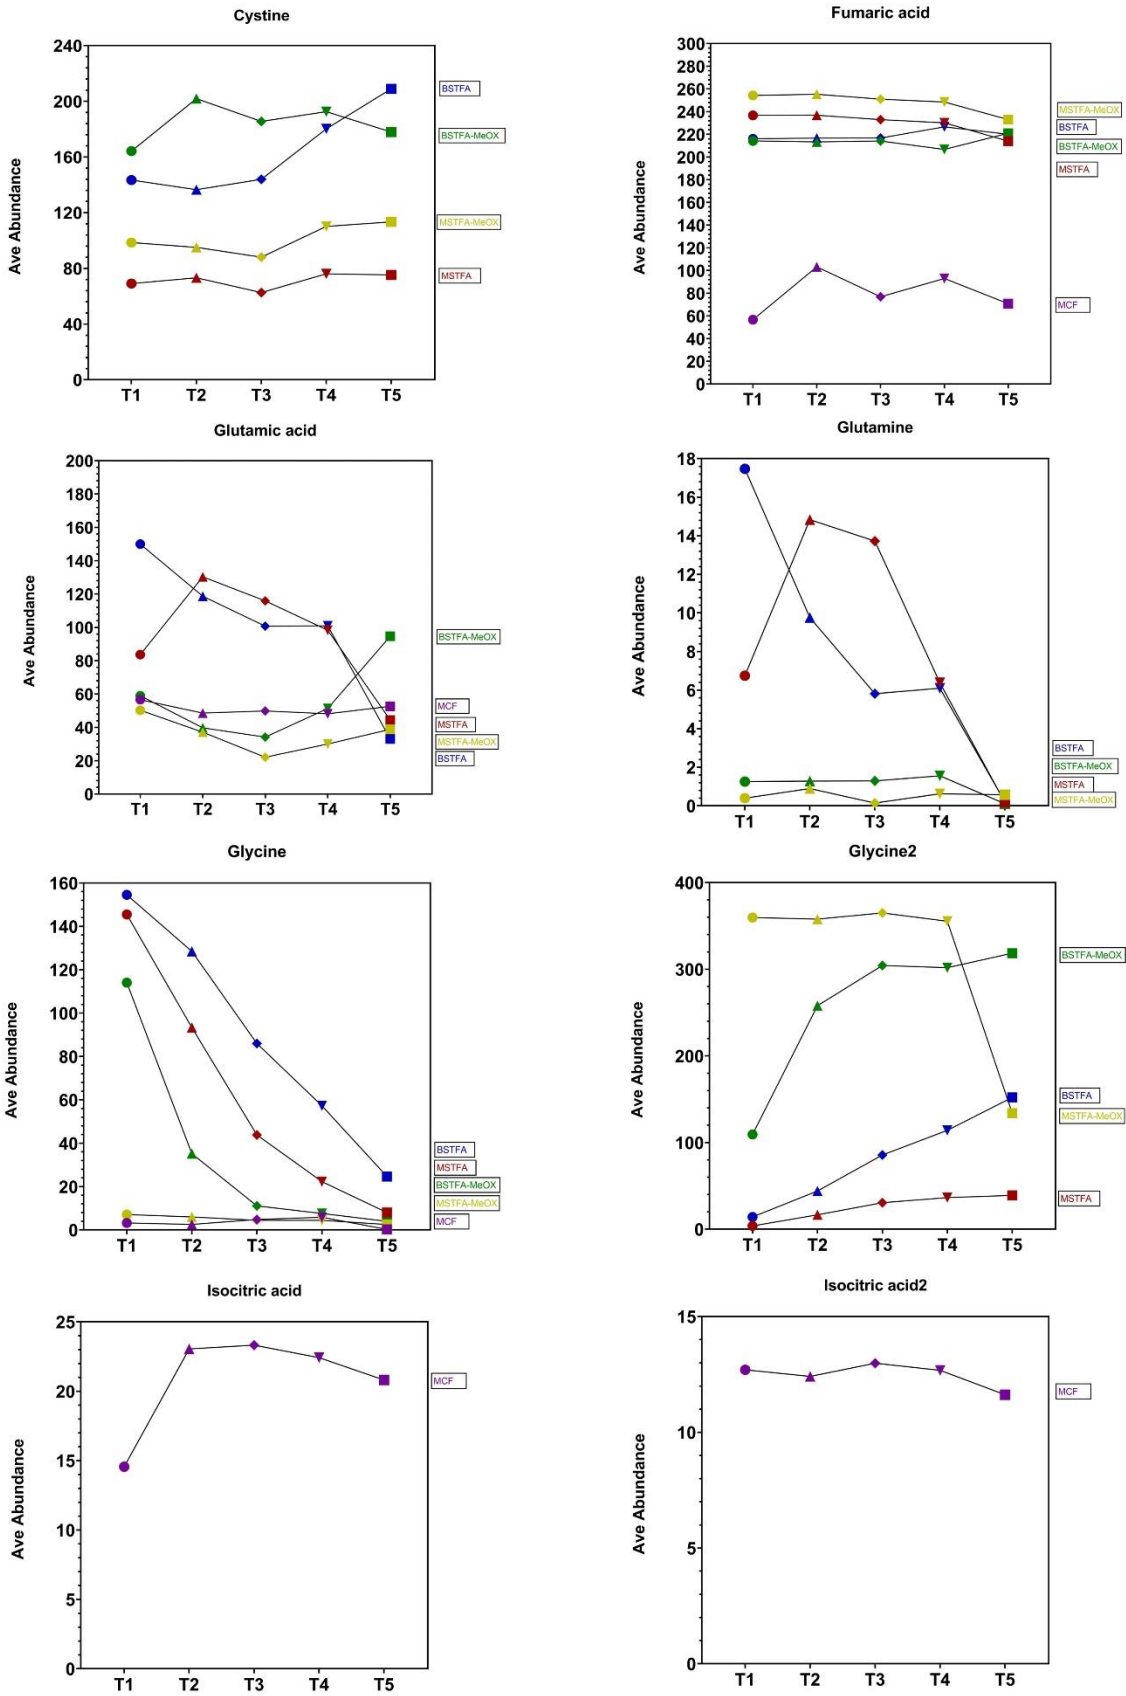 Cystine
240
200
160
120
80
40
0
Ave Abundance
T1 T2 T3 T4 T5
BSTFA
BSTFA-MeOX
MSTFA-MeOX
MSTFA
Fumaric acid
300
280
260
240
220
200
180
160
140
120
100
80
60
40
20
0
Ave Abundance
T1 T2 T3 T4 T5
MSTFA-MeOX
BSTFA
BSTFA-MeOX
MSTFA
MCF
Glutamic acid
200
180
160
140
120
100
80
60
40
20
0
Ave Abundance
T1 T2 T3 T4 T5
BSTFA-MeOX
MCF
MSTFA
MSTFA-MeOX
BSTFA
Glutamine
18
16
14
12
10
8
6
4
2
0
Ave Abundance
T1 T2 T3 T4 T5
BSTFA
BSTFA-MeOX
MSTFA
MSTFA-MeOX
Glycine
160
140
120
100
80
60
40
20
0
Ave Abundance
T1 T2 T3 T4 T5
BSTFA
MSTFA
BSTFA-MeOX
MSTFA-MeOX
MCF
Glycine2
400
300
200
100
0
Ave Abundance
T1 T2 T3 T4 T5
BSTFA-MeOX
BSTFA
MSTFA-MeOX
MSTFA
Isocitric acid
25
20
15
10
5
0
Ave Abundance
T1 T2 T3 T4 T5
MCF
Isocitric acid2
15
10
5
0
Ave Abundance
T1 T2 T3 T4 T5
MCF